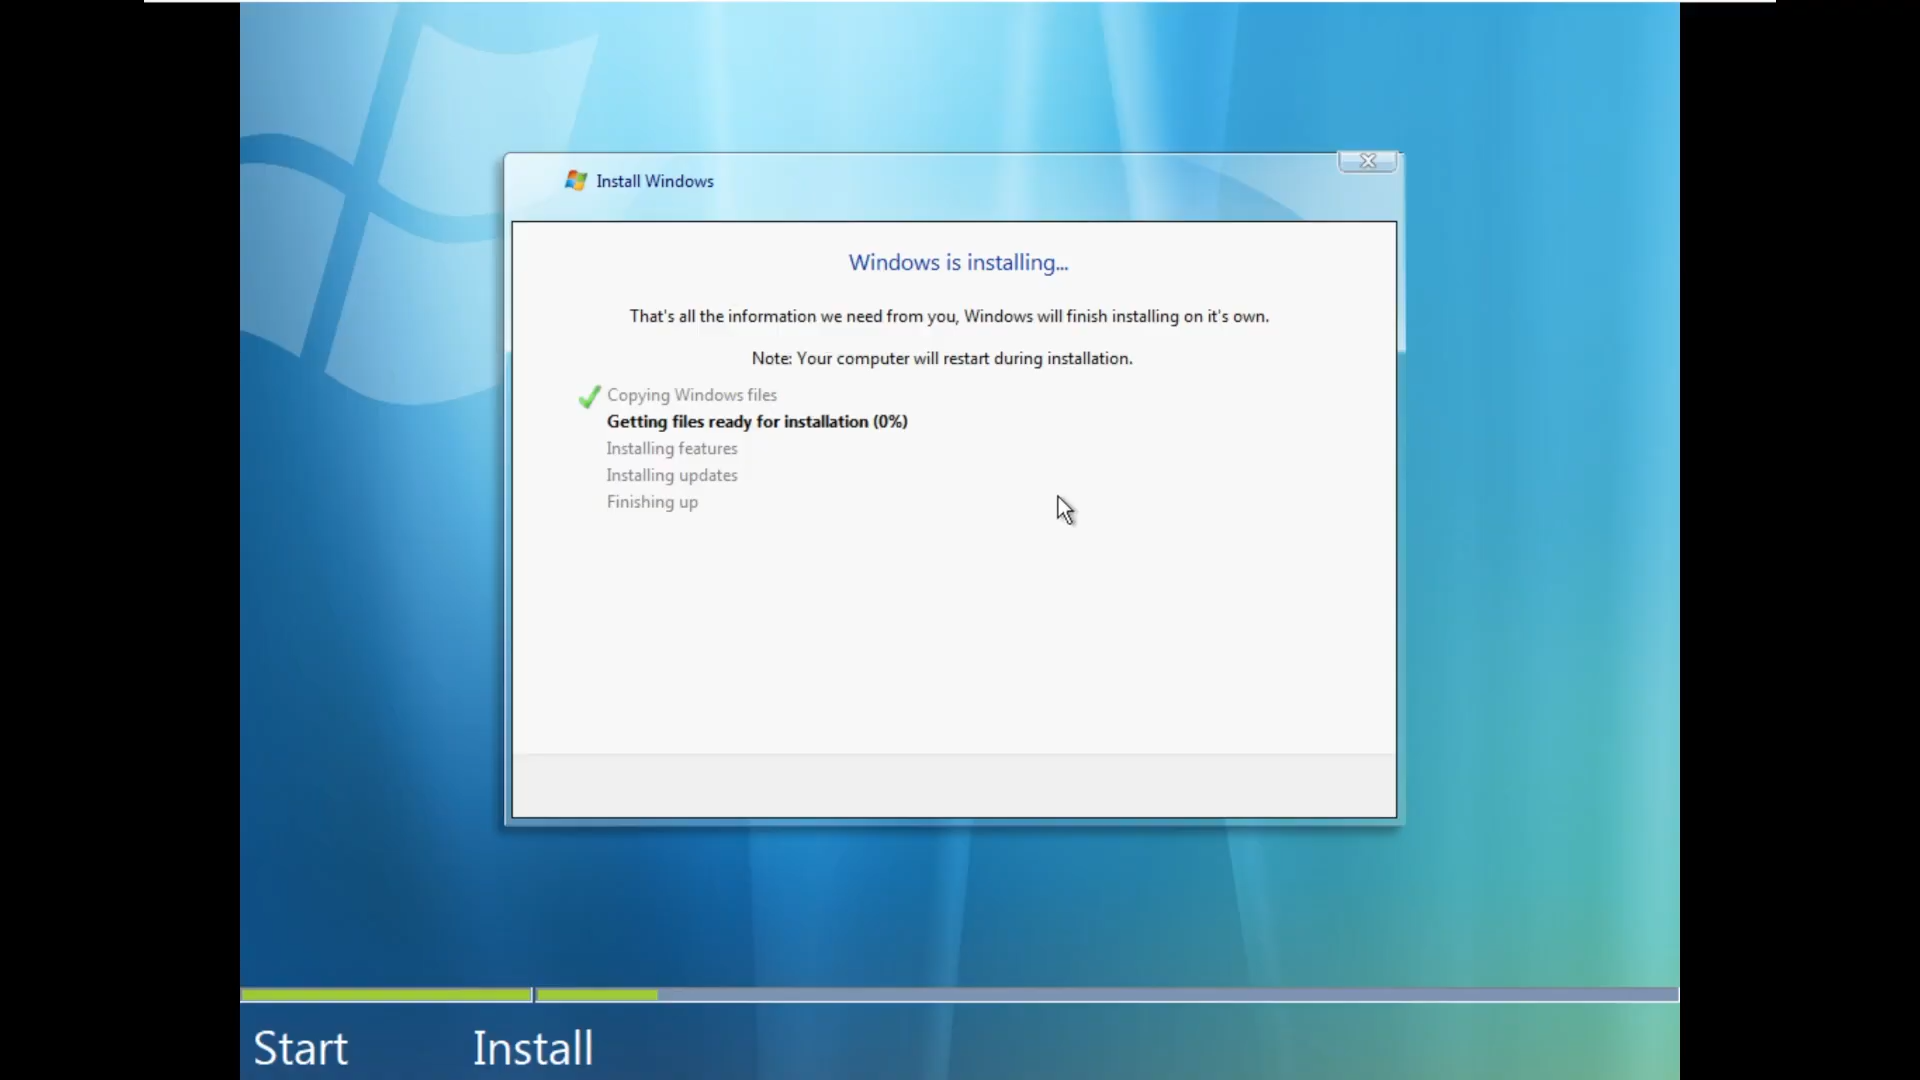 Install Windows
Windows is installing...
That's all the information we need from you, Windows will finish installing on it's own.
Note: Your computer will restart during installation.
Copying Windows files
Getting files ready for installation (0%)
Installing features
Installing updates
Finishing up
Start Install